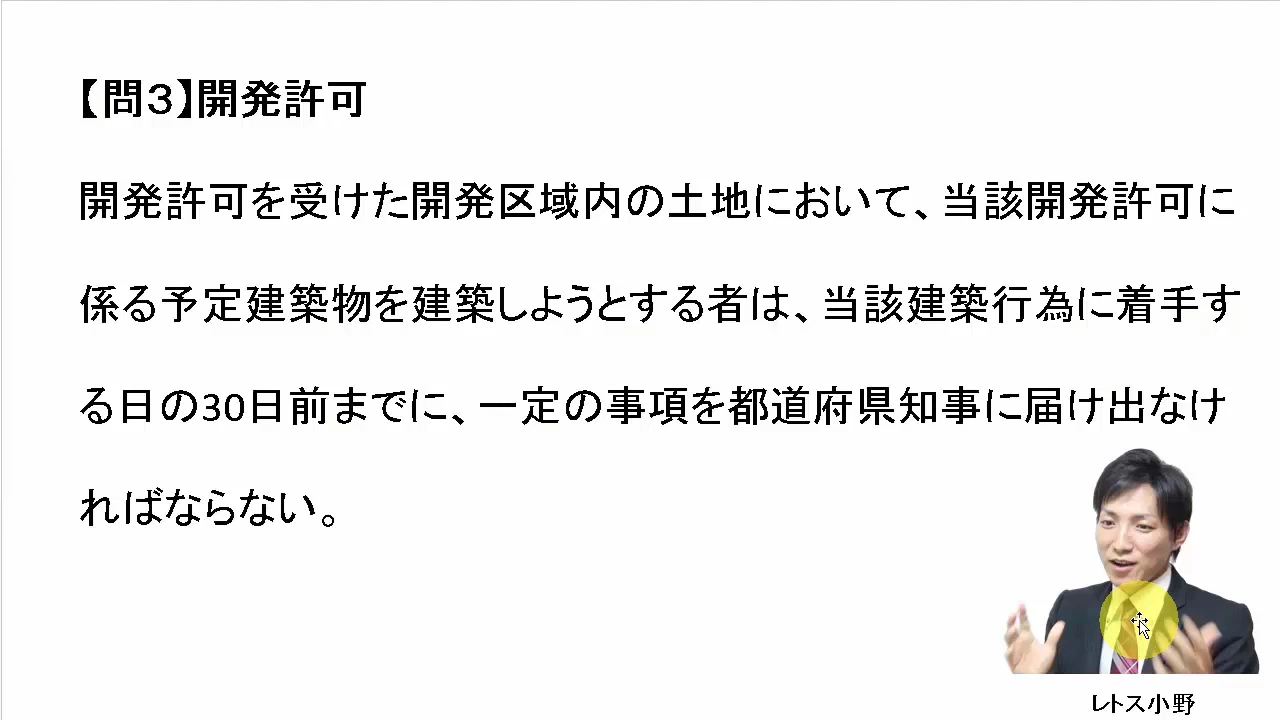 【問3】開発許可
開発許可を受けた開発区域内の土地において、当該開発許可に
係る予定建築物を建築しようとする者は、当該建築行為に着手す
る日の30日前までに、一定の事項を都道府県知事に届け出なけ
ればならない。
レトス小野